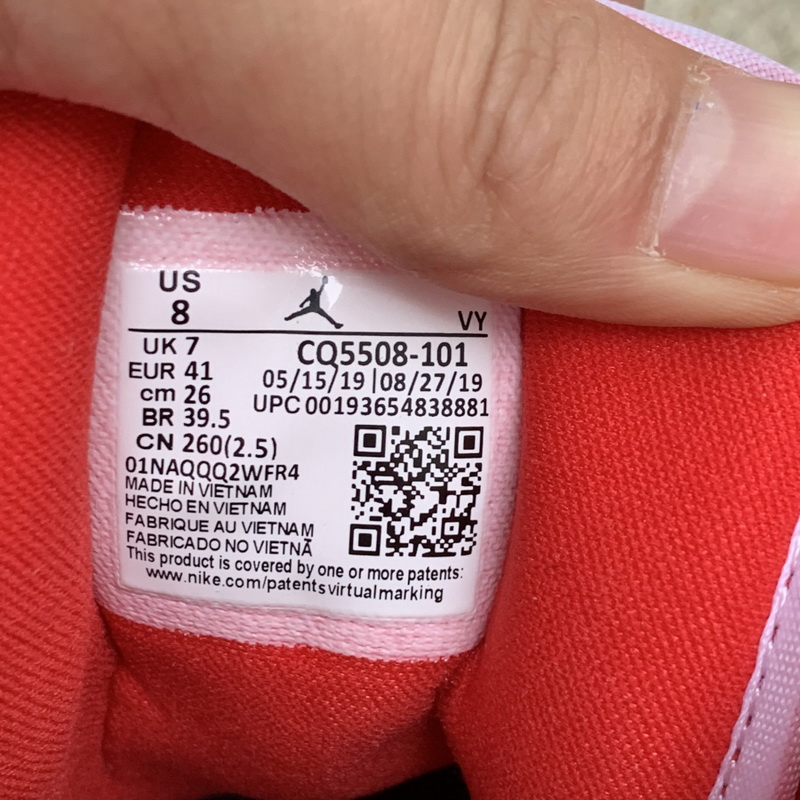 US
8
VY
UK 7
CQ5508-101
EUR 41
05/15/19 | 08/27/19
cm 26
UPC 00193654838881
BR 39.5
CN 260(2.5)
01NAQQQ2WFR4
MADE IN VIETNAM
HECHO EN VIETNAM
FABRIQUE AU VIETNAM
FABRICADO NO VIETNÃ
This product is covered by one or more patents:
www.nike.com/patentsvirtualmarking